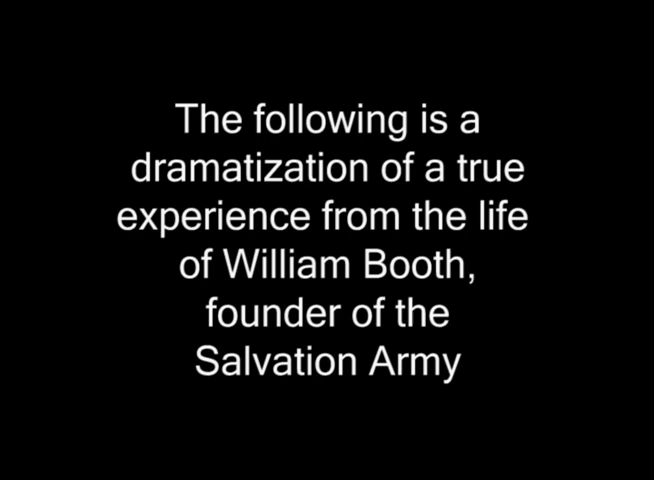 The following is a
dramatization of a true
experience from the life
of William Booth,
founder of the
Salvation Army